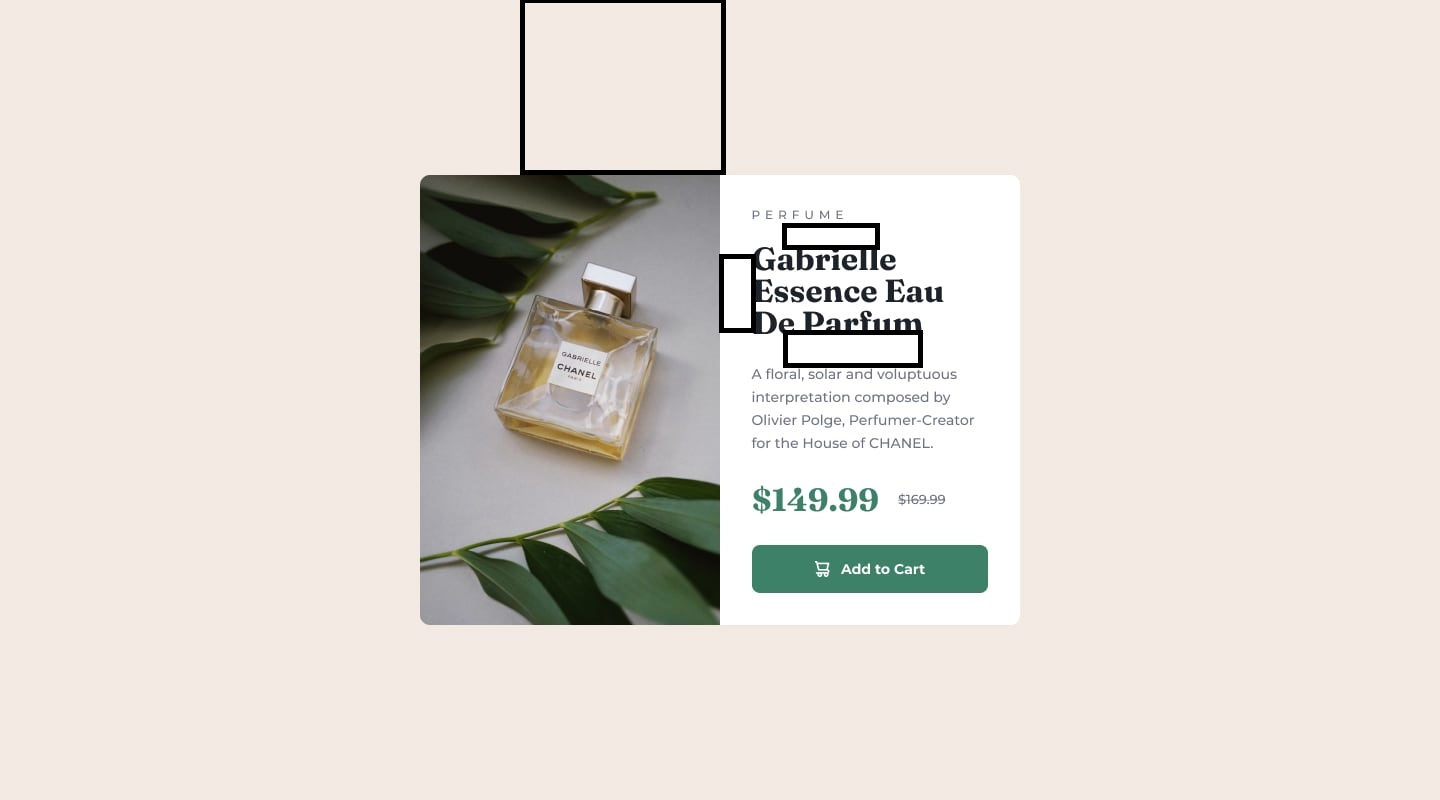 PERFUME
Gabrielle
Essence Eau
De Parfum
A floral, solar and voluptuous
interpretation composed by
Olivier Polge, Perfumer-Creator
for the House of CHANEL.
$149.99 $169.99
Add to Cart
GABRIELLE
CHANEL
PARIS